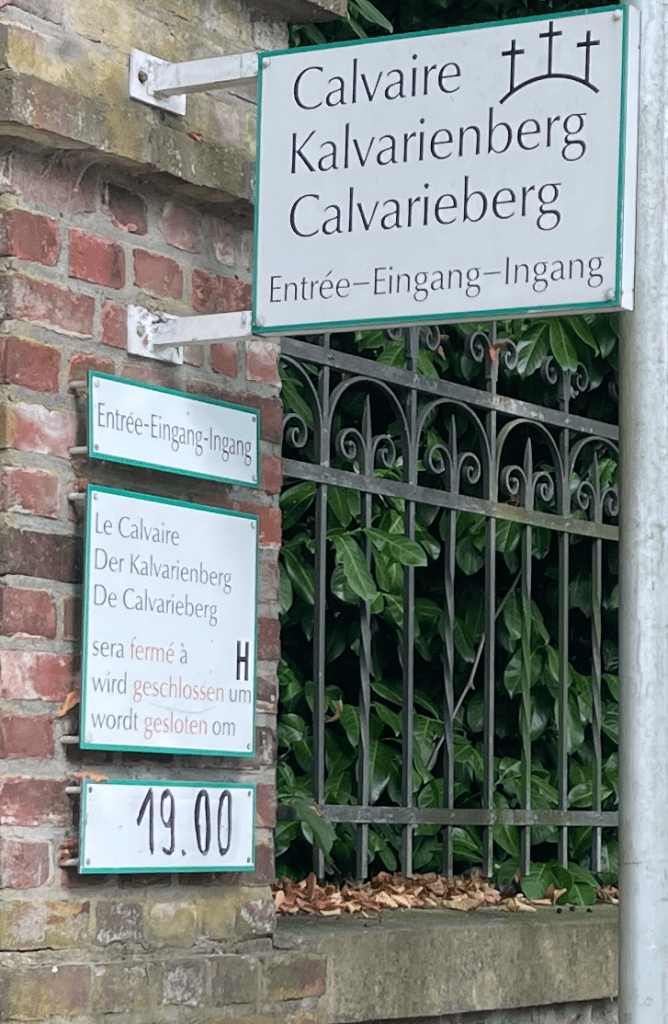 Calvaire
Kalvarienberg
Calvarieberg
Entrée–Eingang–Ingang
Entrée-Eingang-Ingang
Le Calvaire
Der Kalvarienberg
De Calvarieberg
sera fermé à
H
wird geschlossen um
wordt gesloten om
19.00